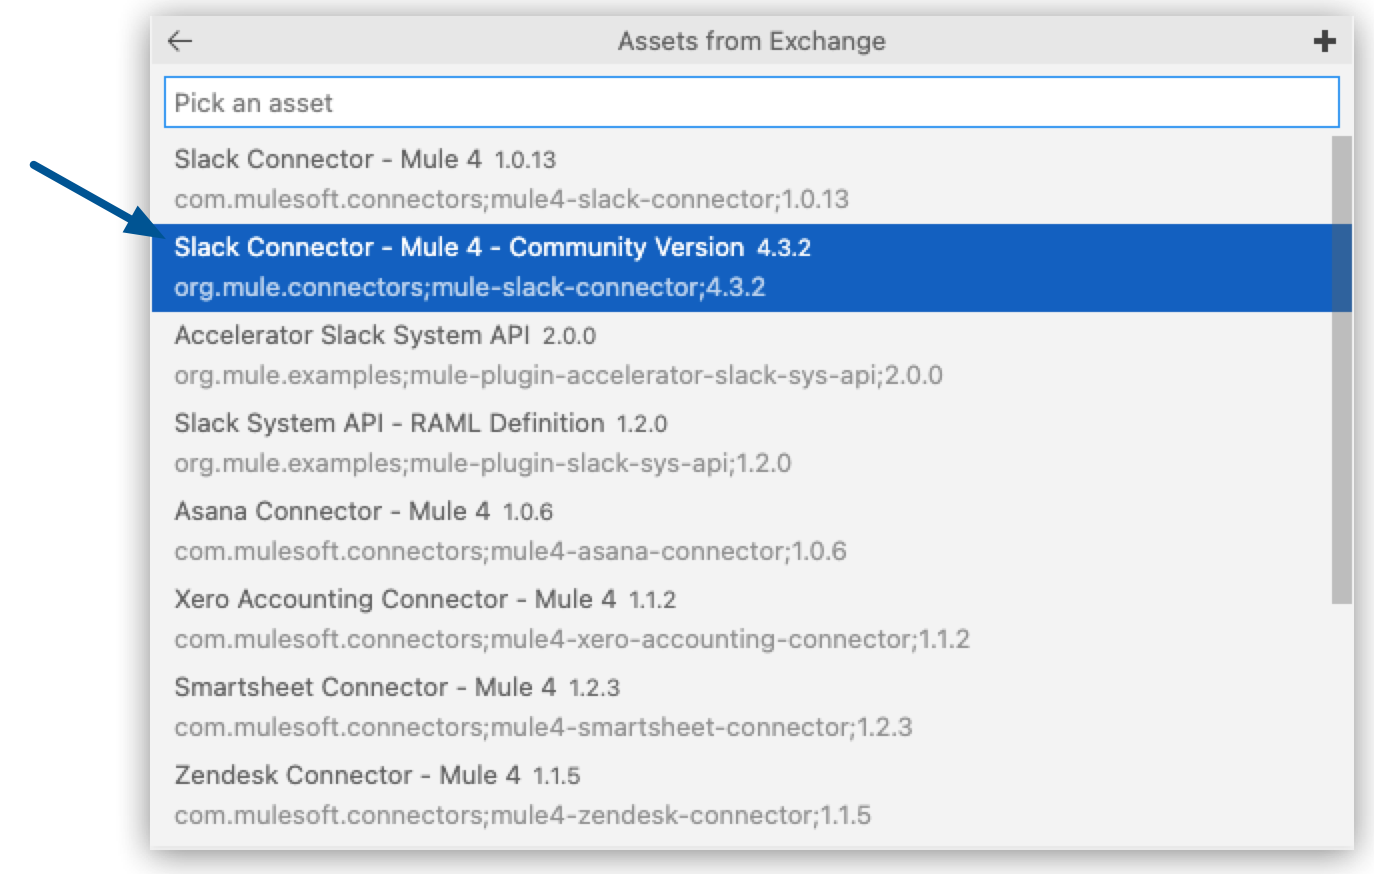 Assets from Exchange
Pick an asset
Slack Connector - Mule 4 1.0.13
com.mulesoft.connectors;mule4-slack-connector;1.0.13
Slack Connector - Mule 4 - Community Version 4.3.2
org.mule.connectors;mule-slack-connector;4.3.2
Accelerator Slack System API 2.0.0
org.mule.examples;mule-plugin-accelerator-slack-sys-api;2.0.0
Slack System API - RAML Definition 1.2.0
org.mule.examples;mule-plugin-slack-sys-api;1.2.0
Asana Connector - Mule 4 1.0.6
com.mulesoft.connectors;mule4-asana-connector;1.0.6
Xero Accounting Connector - Mule 4 1.1.2
com.mulesoft.connectors;mule4-xero-accounting-connector;1.1.2
Smartsheet Connector - Mule 4 1.2.3
com.mulesoft.connectors;mule4-smartsheet-connector;1.2.3
Zendesk Connector - Mule 4 1.1.5
com.mulesoft.connectors;mule4-zendesk-connector;1.1.5